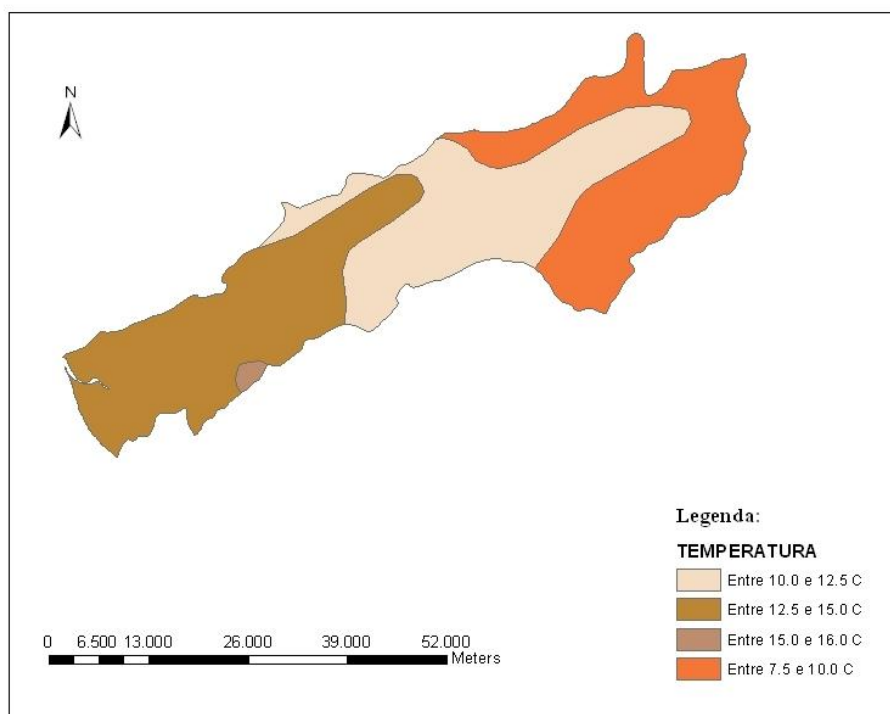 N
Legenda:
TEMPERATURA
Entre 10.0 e 12.5 C
Entre 12.5 e 15.0 C
Entre 15.0 e 16.0 C
Entre 7.5 e 10.0 C
0 6.500 13.000 26.000 39.000 52.000
Meters